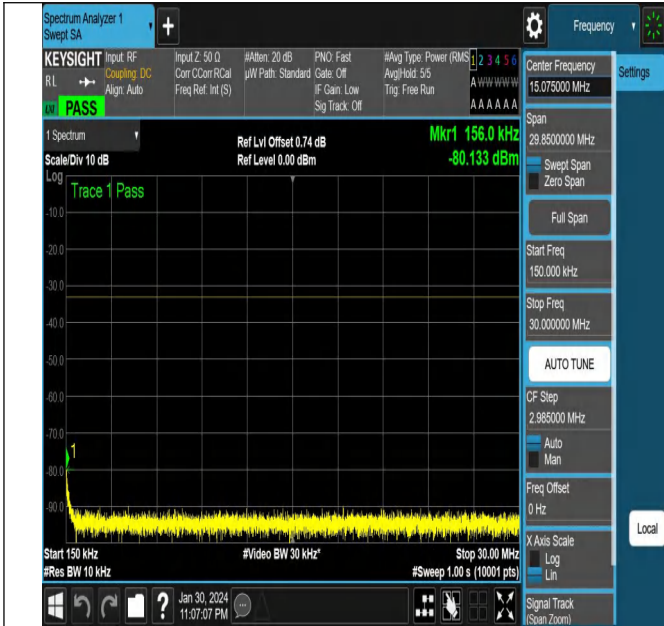 Spectrum Analyzer 1
Swept SA
+
Frequency
KEYSIGHT
RL
LXI
PASS
Input: RF
Coupling: DC
Align: Auto
Input Z: 50 Ω
Corr CCorr RCal
Freq Ref: Int (S)
#Atten: 20 dB
µW Path: Standard
PNO: Fast
Gate: Off
IF Gain: Low
Sig Track: Off
#Avg Type: Power (RMS
Avg|Hold: 5/5
Trig: Free Run
1 2 3 4 5 6
A W W W W W
A A A A A A
1 Spectrum
Scale/Div 10 dB
Ref Lvl Offset 0.74 dB
Ref Level 0.00 dBm
Mkr1 156.0 kHz
-80.133 dBm
Log
Trace 1 Pass
-10.0
-20.0
-30.0
-40.0
-50.0
-60.0
-70.0
1
-80.0
-90.0
Start 150 kHz
#Res BW 10 kHz
#Video BW 30 kHz*
Stop 30.00 MHz
#Sweep 1.00 s (10001 pts)
?
Jan 30, 2024
11:07:07 PM
Center Frequency
15.075000 MHz
Settings
Span
29.8500000 MHz
Swept Span
Zero Span
Full Span
Start Freq
150.000 kHz
Stop Freq
30.000000 MHz
AUTO TUNE
CF Step
2.985000 MHz
Auto
Man
Freq Offset
0 Hz
Local
X Axis Scale
Log
Lin
Signal Track
(Span Zoom)